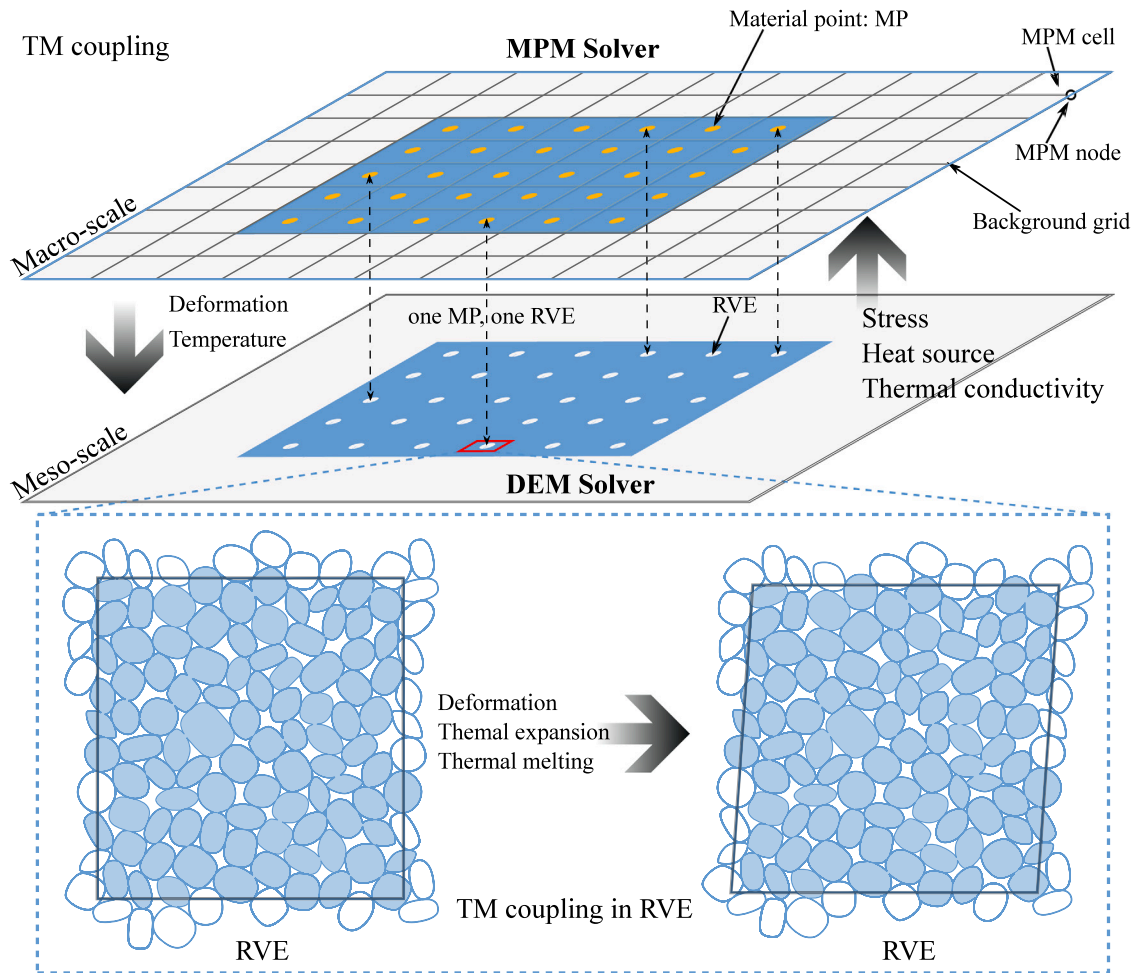 TM coupling
MPM Solver
Material point: MP
MPM cell
MPM node
Background grid
Macro-scale
Deformation
Temperature
one MP, one RVE
RVE
Stress
Heat source
Thermal conductivity
Meso-scale
DEM Solver
Deformation
Themal expansion
Thermal melting
TM coupling in RVE
RVE
RVE